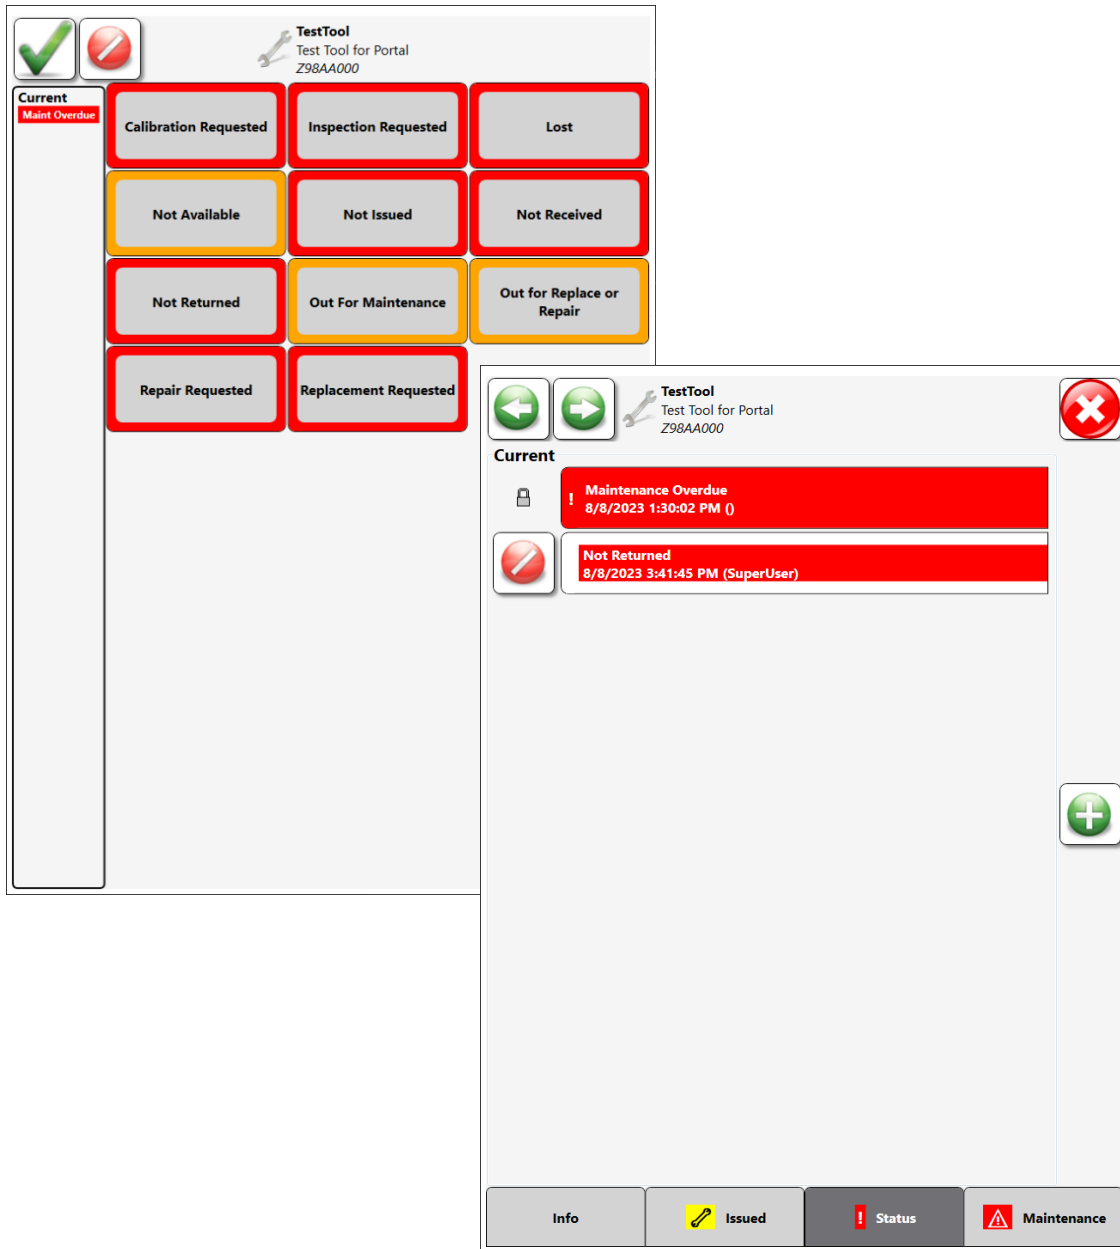 TestTool
Test Tool for Portal
Z98AA000
Current
Maint Overdue
Calibration Requested
Inspection Requested
Lost
Not Available
Not Issued
Not Received
Not Returned
Out For Maintenance
Out for Replace or
Repair
Repair Requested
Replacement Requested
TestTool
Test Tool for Portal
Z98AA000
Current
! Maintenance Overdue
8/8/2023 1:30:02 PM ()
Not Returned
8/8/2023 3:41:45 PM (SuperUser)
Info
Issued
! Status
Maintenance